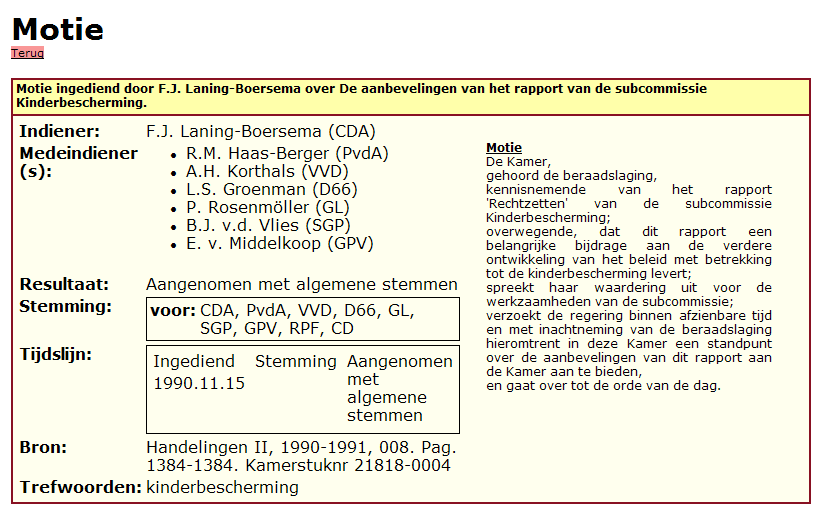 Motie
Terug
Motie ingediend door F.J. Laning-Boersema over De aanbevelingen van het rapport van de subcommissie
Kinderbescherming.
Indiener: F.J. Laning-Boersema (CDA)
Medeindiener
(s):
R.M. Haas-Berger (PvdA)
A.H. Korthals (VVD)
L.S. Groenman (D66)
P. Rosenmöller (GL)
B.J. v.d. Vlies (SGP)
E. v. Middelkoop (GPV)
Resultaat: Aangenomen met algemene stemmen
Stemming: voor: CDA, PvdA, VVD, D66, GL,
SGP, GPV, RPF, CD
Tijdslijn:
Ingediend Stemming Aangenomen
1990.11.15 met
algemene
stemmen
Bron: Handelingen II, 1990-1991, 008. Pag.
1384-1384. Kamerstuknr 21818-0004
Trefwoorden: kinderbescherming
Motie
De Kamer,
gehoord de beraadslaging,
kennisnemende van het rapport
'Rechtzetten' van de subcommissie
Kinderbescherming;
overwegende, dat dit rapport een
belangrijke bijdrage aan de verdere
ontwikkeling van het beleid met betrekking
tot de kinderbescherming levert;
spreekt haar waardering uit voor de
werkzaamheden van de subcommissie;
verzoekt de regering binnen afzienbare tijd
en met inachtneming van de beraadslaging
hieromtrent in deze Kamer een standpunt
over de aanbevelingen van dit rapport aan
de Kamer aan te bieden,
en gaat over tot de orde van de dag.